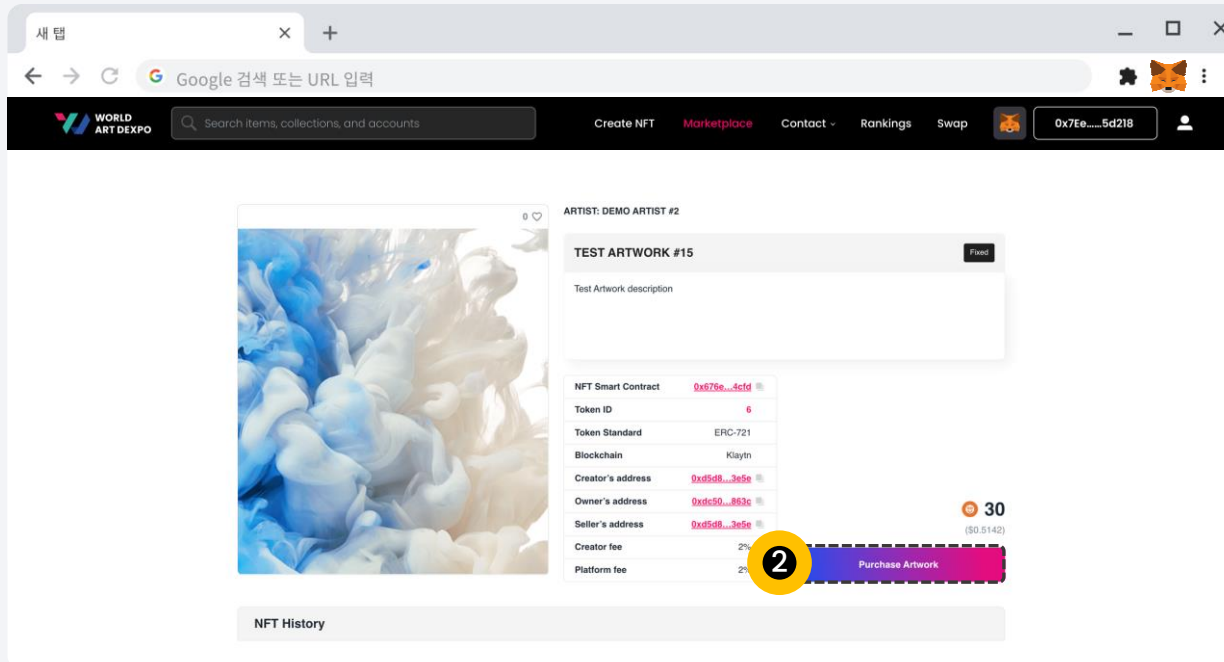 새 탭
Google 검색 또는 URL 입력
WORLD
ART DEXPO
Search items, collections, and accounts
Create NFT
Marketplace
Contact
Rankings
Swap
0x7Ee......5d218
0
ARTIST: DEMO ARTIST #2
TEST ARTWORK #15
Fixed
Test Artwork description
NFT Smart Contract 0x676e...4cfd
Token ID 6
Token Standard ERC-721
Blockchain Klaytn
Creator's address 0xd5d8...3e5e
Owner's address 0xdc50...863c
Seller's address 0xd5d8...3e5e
Creator fee 2%
Platform fee 2%
30
($0.5142)
2
Purchase Artwork
NFT History